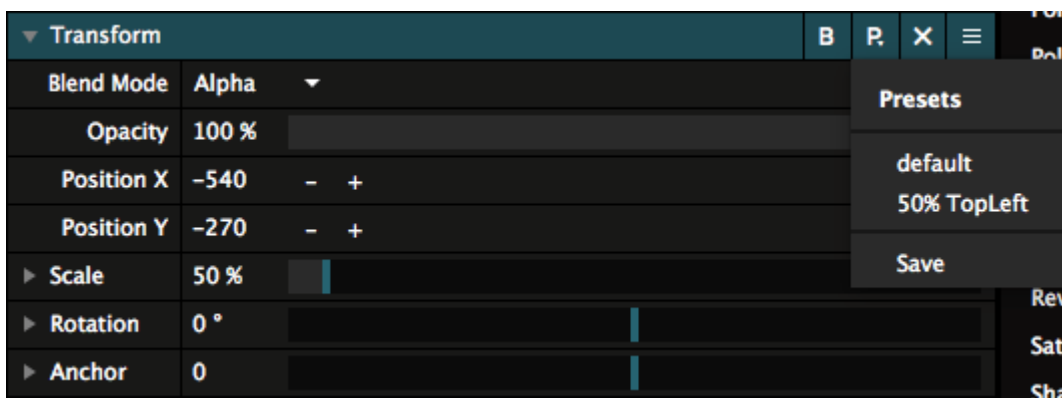 Transform B P. X
Blend Mode Alpha
Opacity 100 %
Position X -540 - +
Position Y -270 - +
Scale 50 %
Rotation 0 °
Anchor 0
Presets
default
50% TopLeft
Save
Rev
Sat
Sha